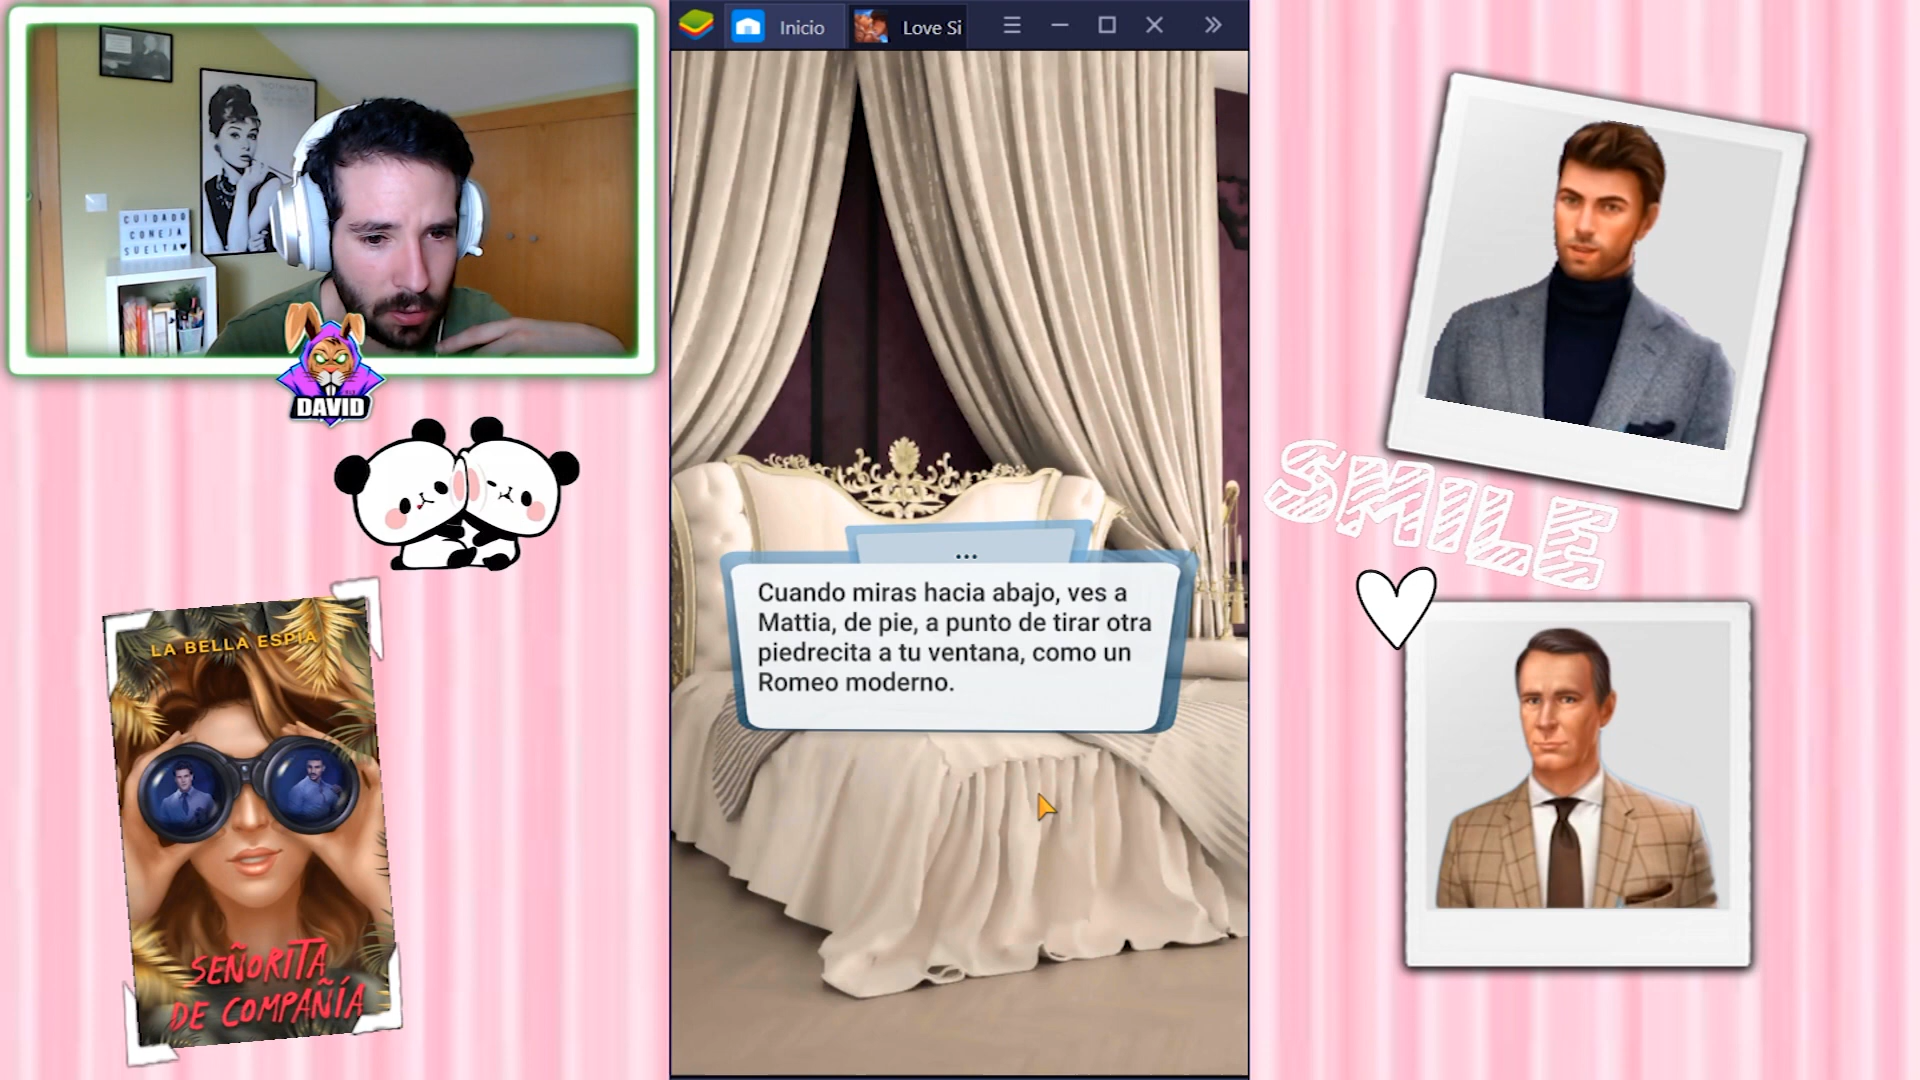 Inicio
Love Si
CUIDADO
CONEJA
SUELTA♥
DAVID
LA BELLA ESPÍA
SEÑORITA
DE COMPAÑÍA
...
Cuando miras hacia abajo, ves a
Mattia, de pie, a punto de tirar otra
piedrecita a tu ventana, como un
Romeo moderno.
SMILE